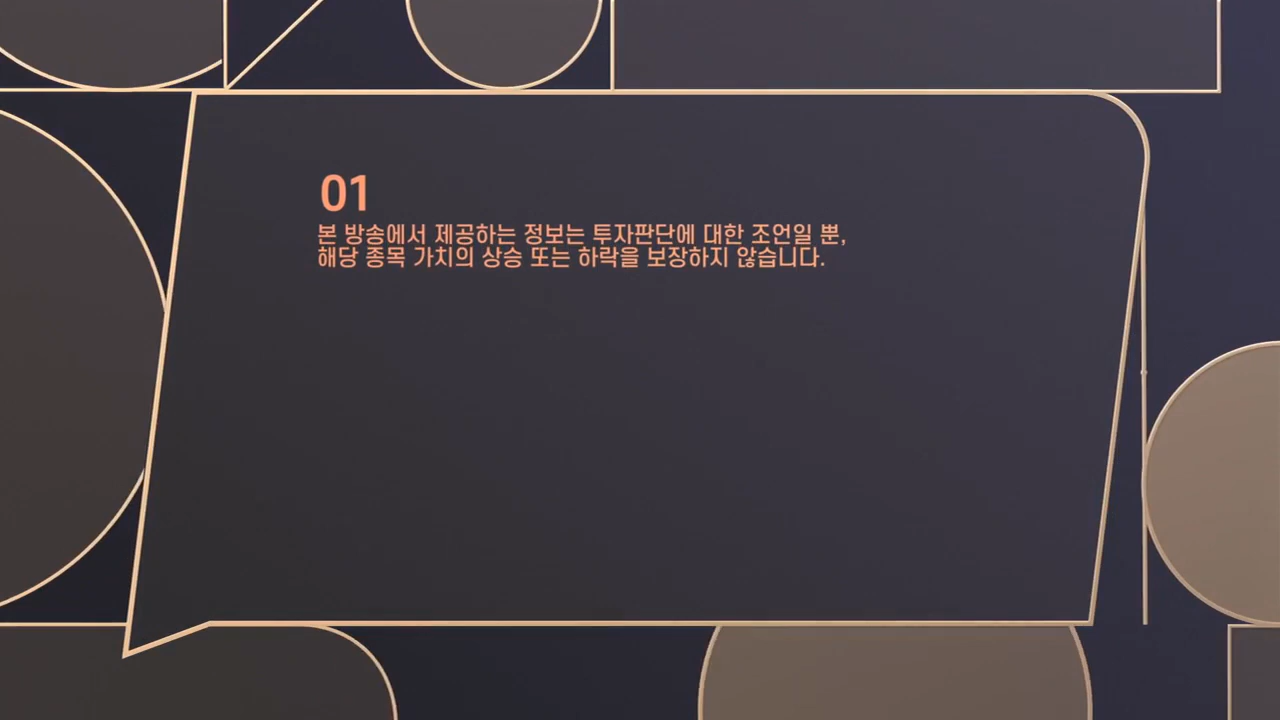 01
본 방송에서 제공하는 정보는 투자판단에 대한 조언일 뿐,
해당 종목 가치의 상승 또는 하락을 보장하지 않습니다.